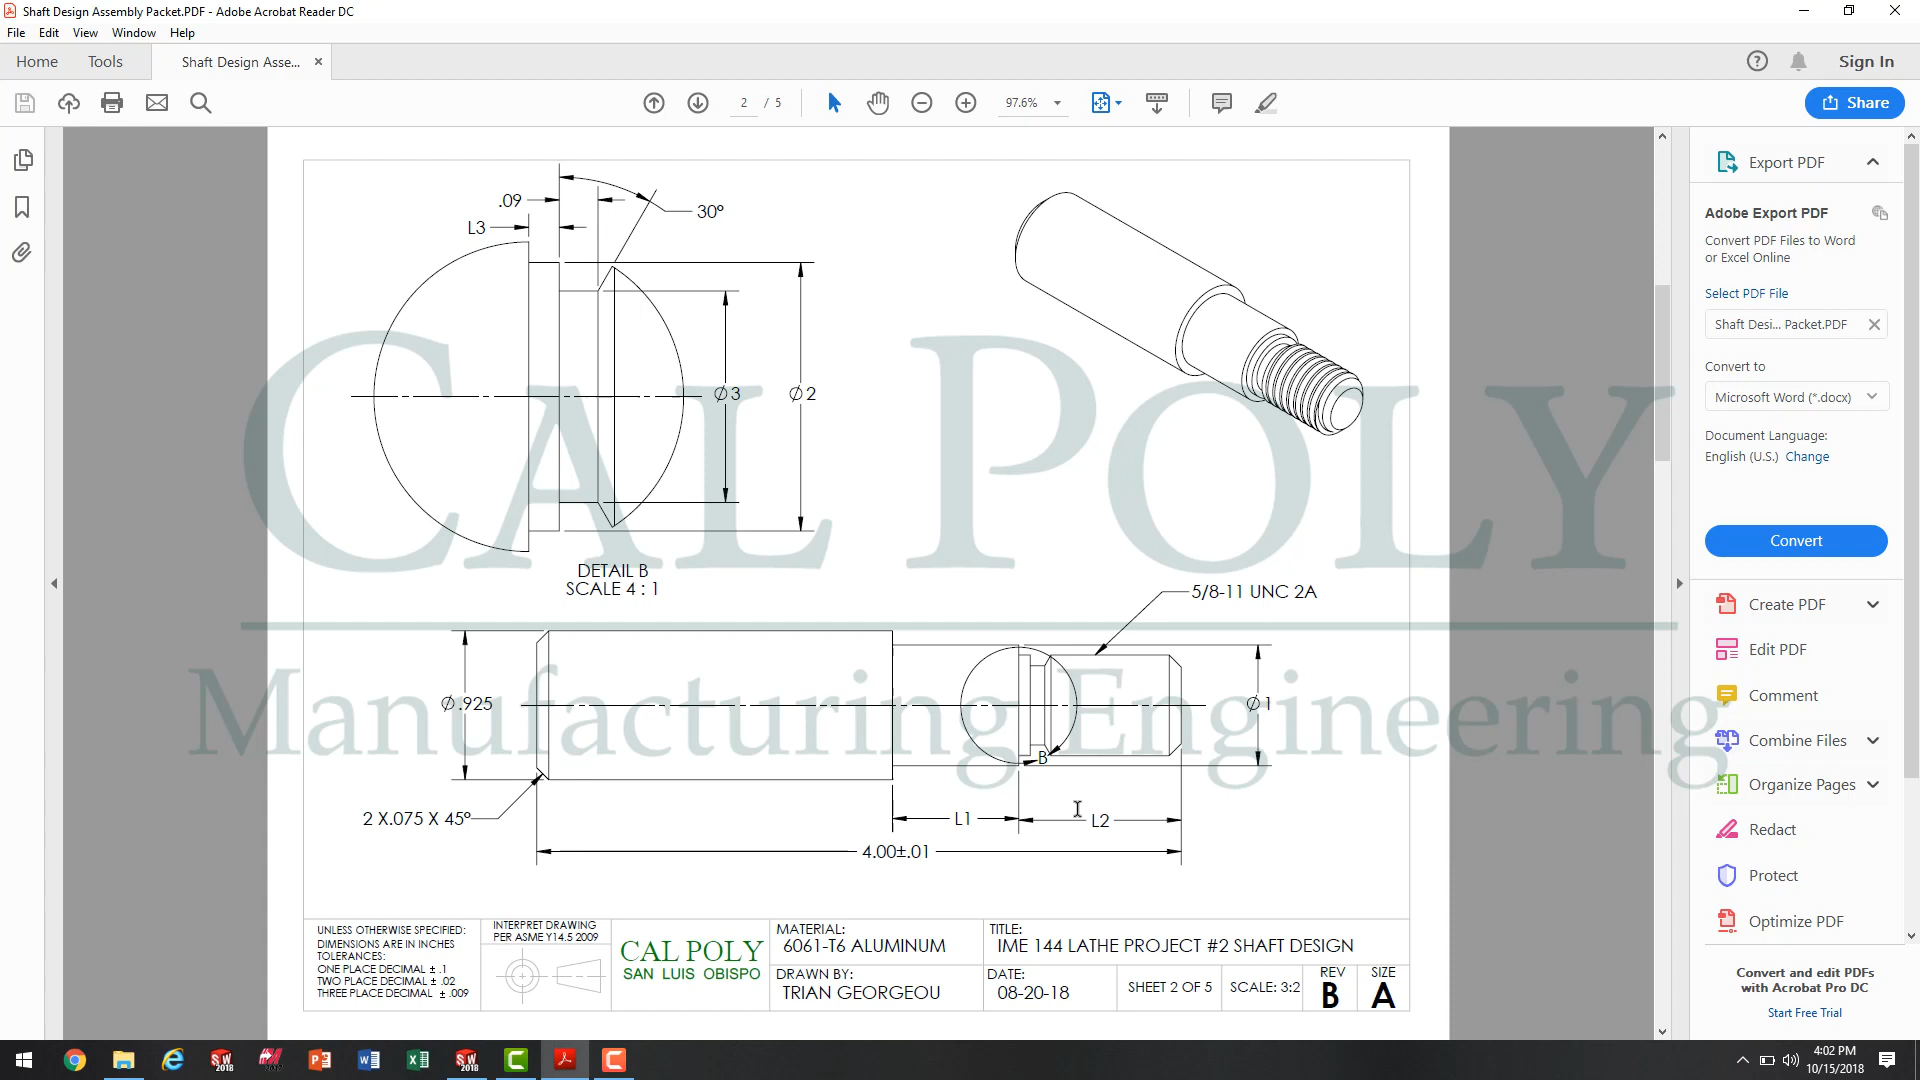 Shaft Design Assembly Packet.PDF - Adobe Acrobat Reader DC
File Edit View Window Help
Home Tools Shaft Design Asse... × Sign In
2 / 5 97.6% Share
Export PDF
Adobe Export PDF
Convert PDF Files to Word
or Excel Online
Select PDF File
Shaft Desi... Packet.PDF
Convert to
Microsoft Word (*.docx)
Document Language:
English (U.S.) Change
Convert
Create PDF
Edit PDF
Comment
Combine Files
Organize Pages
Redact
Protect
Optimize PDF
Convert and edit PDFs
with Acrobat Pro DC
Start Free Trial
.09
30°
L3
∅3
∅2
DETAIL B
SCALE 4 : 1
5/8-11 UNC 2A
∅.925
∅1
B
2 X.075 X 45°
L1
L2
4.00±.01
CAL POLY
Manufacturing Engineering
UNLESS OTHERWISE SPECIFIED:
DIMENSIONS ARE IN INCHES
TOLERANCES:
ONE PLACE DECIMAL ± .1
TWO PLACE DECIMAL ± .02
THREE PLACE DECIMAL ± .009
INTERPRET DRAWING
PER ASME Y14.5 2009
CAL POLY
SAN LUIS OBISPO
MATERIAL:
6061-T6 ALUMINUM
DRAWN BY:
TRIAN GEORGEOU
TITLE:
IME 144 LATHE PROJECT #2 SHAFT DESIGN
DATE:
08-20-18
SHEET 2 OF 5
SCALE: 3:2
REV
B
SIZE
A
4:02 PM
10/15/2018